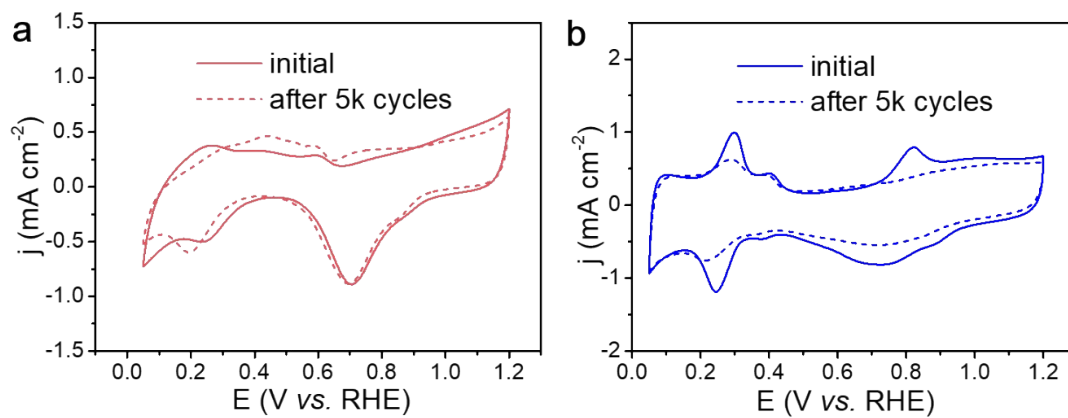 a
initial
after 5k cycles
j (mA cm⁻²)
1.5
1.0
0.5
0.0
-0.5
-1.0
-1.5
0.0 0.2 0.4 0.6 0.8 1.0 1.2
E (V vs. RHE)
b
initial
after 5k cycles
j (mA cm⁻²)
2
1
0
-1
-2
0.0 0.2 0.4 0.6 0.8 1.0 1.2
E (V vs. RHE)